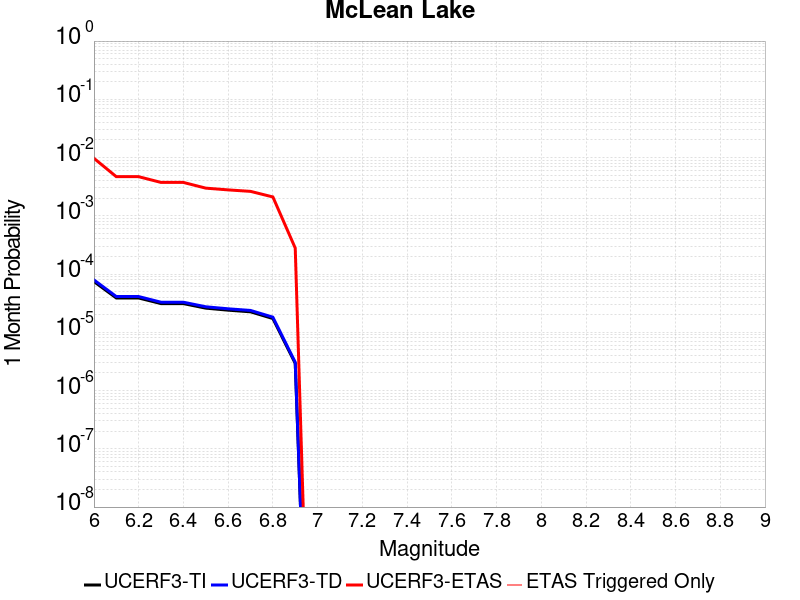 McLean Lake
10^0
10^-1
10^-2
10^-3
10^-4
10^-5
10^-6
10^-7
10^-8
1 Month Probability
6 6.2 6.4 6.6 6.8 7 7.2 7.4 7.6 7.8 8 8.2 8.4 8.6 8.8 9
Magnitude
UCERF3-TI UCERF3-TD UCERF3-ETAS ETAS Triggered Only